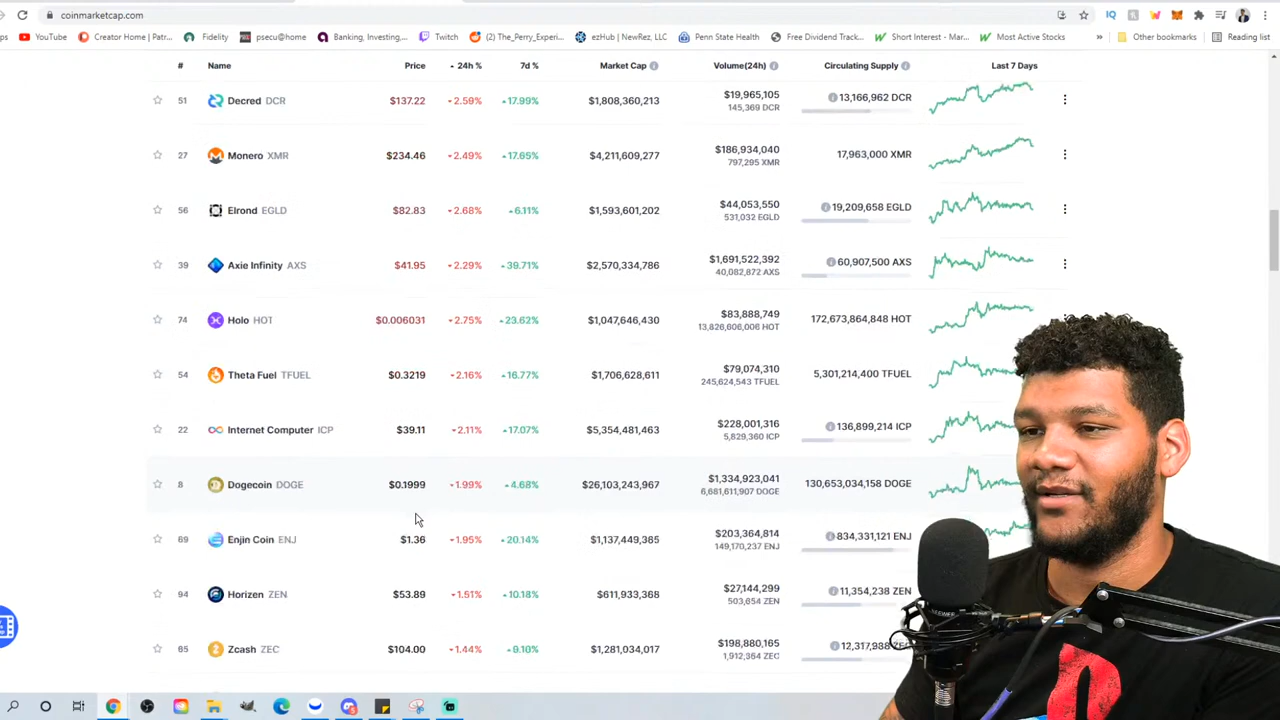 coinmarketcap.com
ps YouTube Creator Home | Patr... Fidelity psecu@home Banking, Investing,... Twitch (2) The_Perry_Experi... ezHub | NewRez, LLC Penn State Health Free Dividend Track... Short Interest - Mar... Most Active Stocks » Other bookmarks Reading list
# Name Price 24h % 7d % Market Cap Volume(24h) Circulating Supply Last 7 Days
51 Decred DCR $137.22 2.59% 17.99% $1,808,360,213 $19,965,105 13,166,962 DCR
145,369 DCR
27 Monero XMR $234.46 2.49% 17.65% $4,211,609,277 $186,934,040 17,963,000 XMR
797,295 XMR
56 Elrond EGLD $82.83 2.68% 6.11% $1,593,601,202 $44,053,550 19,209,658 EGLD
531,032 EGLD
39 Axie Infinity AXS $41.95 2.29% 39.71% $2,570,334,786 $1,691,522,392 60,907,500 AXS
40,082,872 AXS
74 Holo HOT $0.006031 2.75% 23.62% $1,047,646,430 $83,888,749 172,673,864,848 HOT
13,826,606,006 HOT
54 Theta Fuel TFUEL $0.3219 2.16% 16.77% $1,706,628,611 $79,074,310 5,301,214,400 TFUEL
245,624,543 TFUEL
22 Internet Computer ICP $39.11 2.11% 17.07% $5,354,481,463 $228,001,316 136,899,214 ICP
5,829,360 ICP
8 Dogecoin DOGE $0.1999 1.99% 4.68% $26,103,243,967 $1,334,923,041 130,653,034,158 DOGE
6,681,611,907 DOGE
69 Enjin Coin ENJ $1.36 1.95% 20.14% $1,137,449,385 $203,364,814 834,331,121 ENJ
149,170,237 ENJ
94 Horizen ZEN $53.89 1.51% 10.18% $611,933,368 $27,144,299 11,354,238 ZEN
503,654 ZEN
65 Zcash ZEC $104.00 1.44% 9.10% $1,281,034,017 $198,880,165 12,317,988 ZEC
1,912,364 ZEC